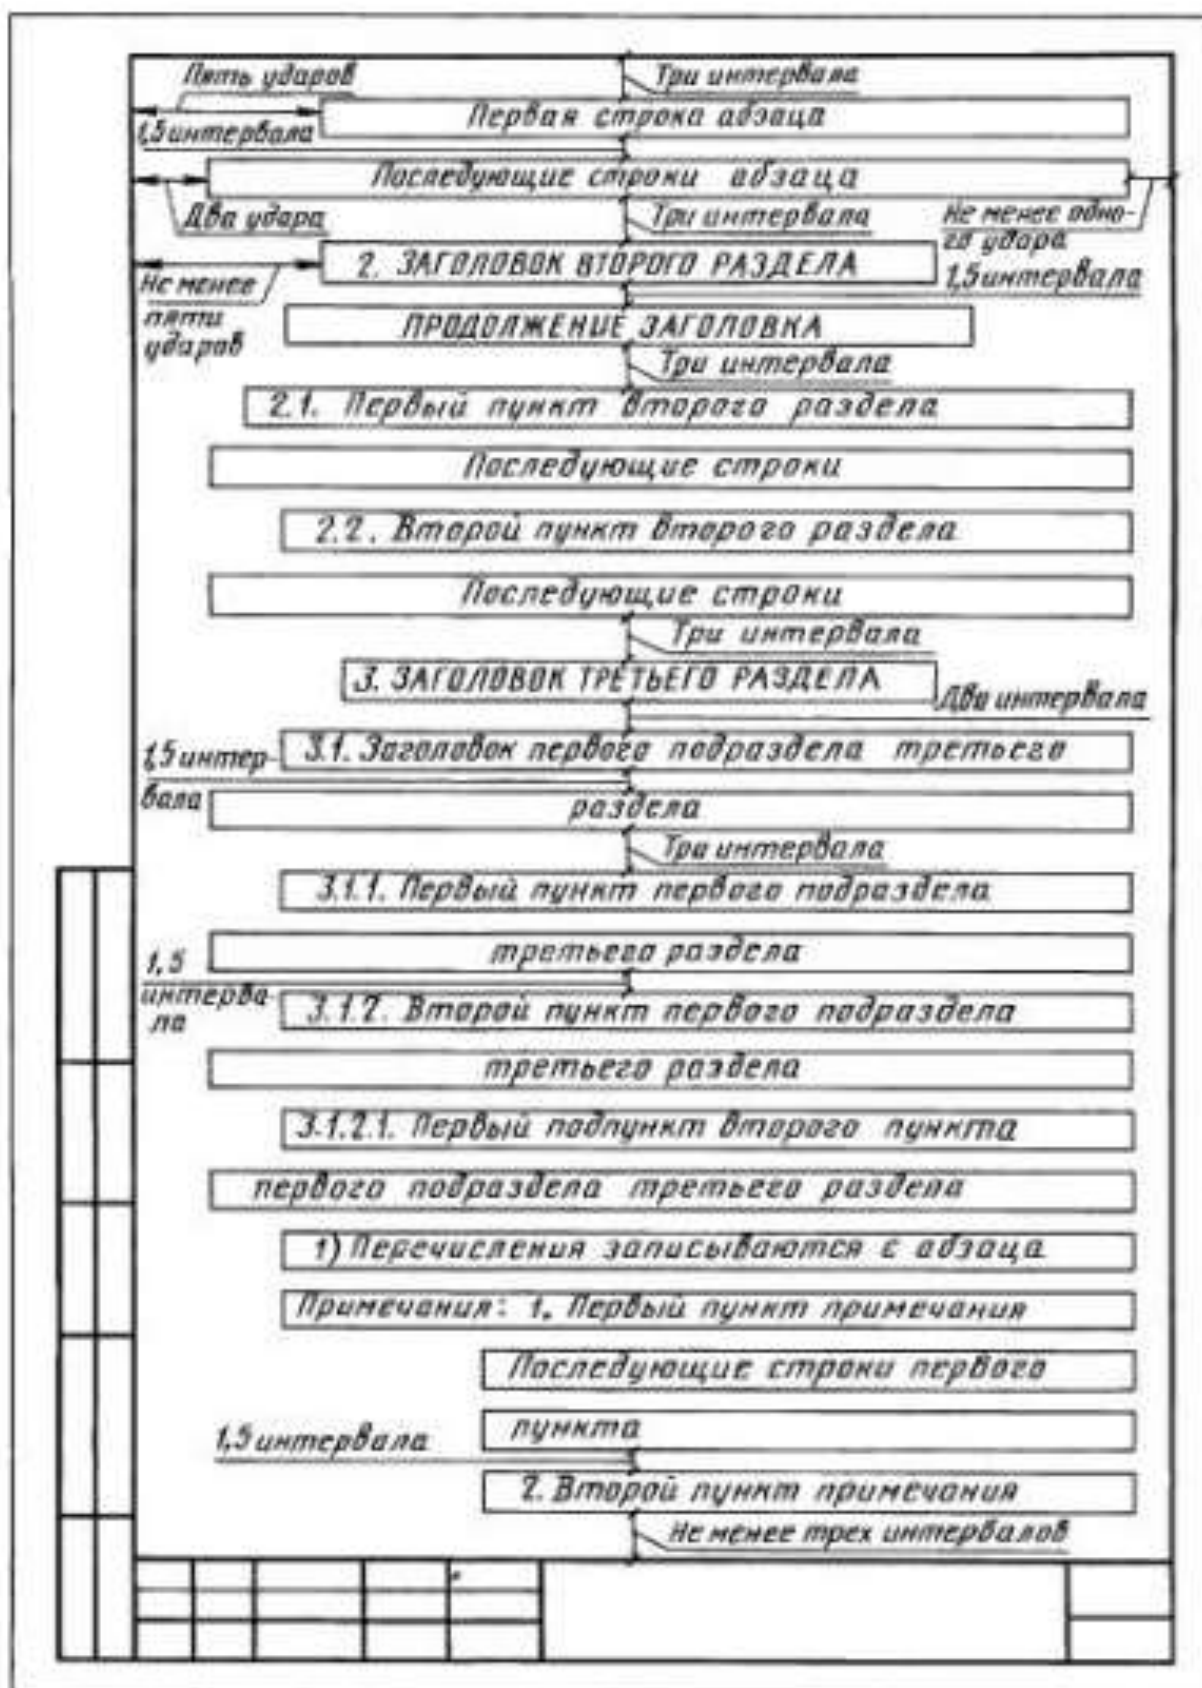 Пять ударов
Три интервала
Первая строка абзаца
1,5 интервала
Последующие строки абзаца
Два удара
Три интервала
Не менее одно-
го удара
2. ЗАГОЛОВОК ВТОРОГО РАЗДЕЛА
1,5 интервала
Не менее
пяти
ударов
ПРОДОЛЖЕНИЕ ЗАГОЛОВКА
Три интервала
2.1. Первый пункт второго раздела
Последующие строки
2.2. Второй пункт второго раздела
Последующие строки
Три интервала
3. ЗАГОЛОВОК ТРЕТЬЕГО РАЗДЕЛА
Два интервала
3.1. Заголовок первого подраздела третьего
1,5 интер-
вала
раздела
Три интервала
3.1.1. Первый пункт первого подраздела
третьего раздела
1,5
интерва-
ла
3.1.2. Второй пункт первого подраздела
третьего раздела
3.1.2.1. Первый подпункт второго пункта
первого подраздела третьего раздела
1) Перечисления записываются с абзаца
Примечания: 1. Первый пункт примечания
Последующие строки первого
пункта
1,5 интервала
2. Второй пункт примечания
Не менее трех интервалов